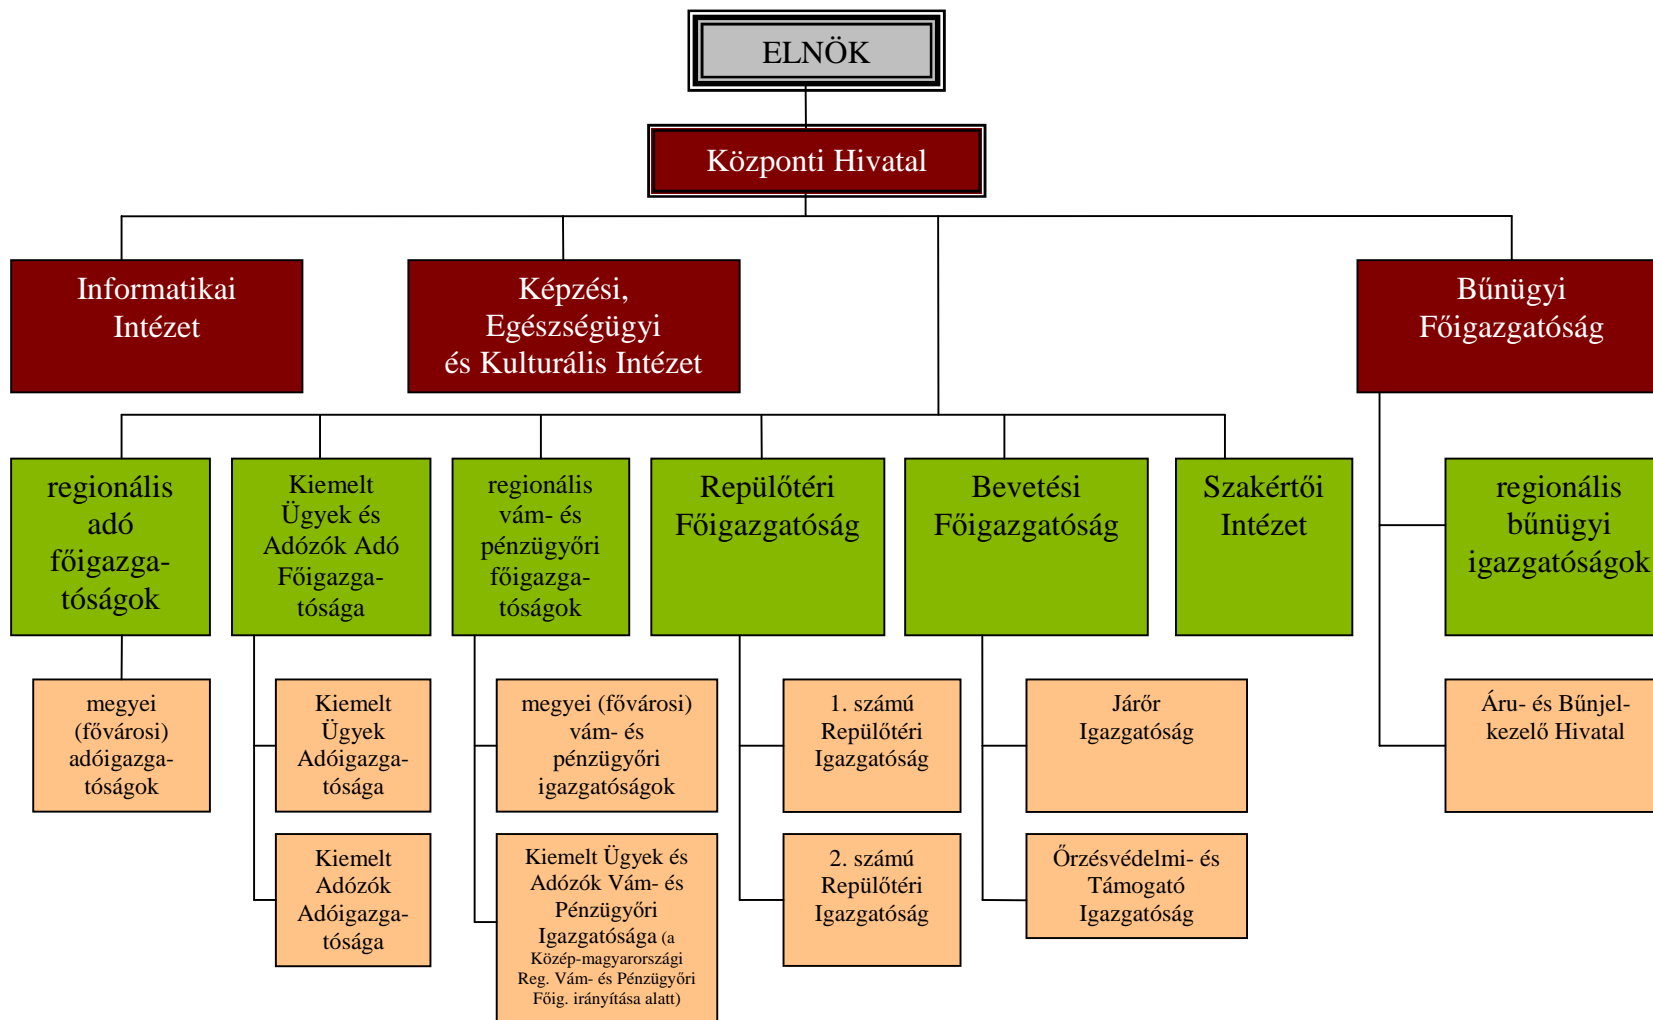 ELNÖK
Központi Hivatal
Informatikai
Intézet
Képzési,
Egészségügyi
és Kulturális Intézet
Bűnügyi
Főigazgatóság
regionális
adó
főigazga-
tóságok
Kiemelt
Ügyek és
Adózók Adó
Főigazga-
tósága
regionális
vám- és
pénzügyőri
főigazga-
tóságok
Repülőtéri
Főigazgatóság
Bevetési
Főigazgatóság
Szakértői
Intézet
regionális
bűnügyi
igazgatóságok
megyei
(fővárosi)
adóigazga-
tóságok
Kiemelt
Ügyek
Adóigazga-
tósága
megyei (fővárosi)
vám- és
pénzügyőri
igazgatóságok
1. számú
Repülőtéri
Igazgatóság
Járőr
Igazgatóság
Áru- és Bűnjel-
kezelő Hivatal
Kiemelt
Adózók
Adóigazga-
tósága
Kiemelt Ügyek és
Adózók Vám- és
Pénzügyőri
Igazgatósága (a
Közép-magyarországi
Reg. Vám- és Pénzügyőri
Főig. irányítása alatt)
2. számú
Repülőtéri
Igazgatóság
Őrzésvédelmi- és
Támogató
Igazgatóság